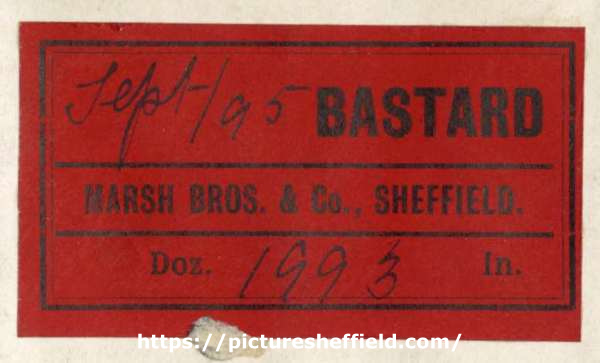 Sept/95 BASTARD
MARSH BROS. & Co., SHEFFIELD.
Doz. 1993 In.
https://picturesheffield.com/